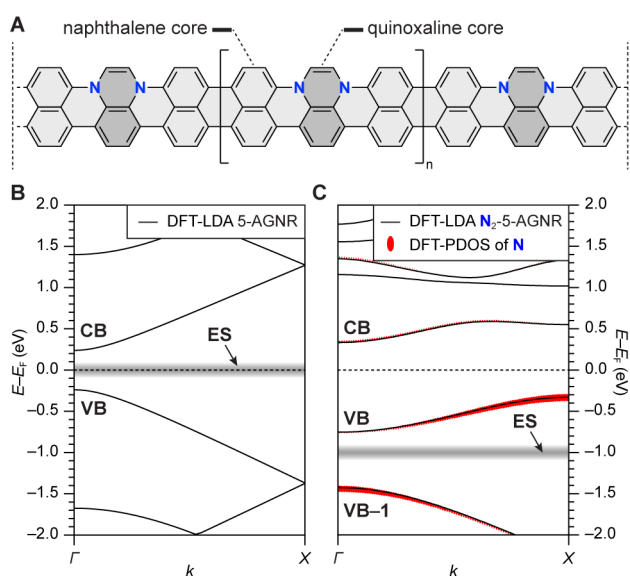 A
naphthalene core
quinoxaline core
N N
N N
N N
n
B
2.0
DFT-LDA 5-AGNR
1.5
1.0
0.5
0.0
–0.5
–1.0
–1.5
–2.0
E–E_F (eV)
CB
ES
VB
Γ
k
X
C
DFT-LDA N₂-5-AGNR
DFT-PDOS of N
CB
VB
ES
VB–1
2.0
1.5
1.0
0.5
0.0
–0.5
–1.0
–1.5
–2.0
E–E_F (eV)
Γ
k
X